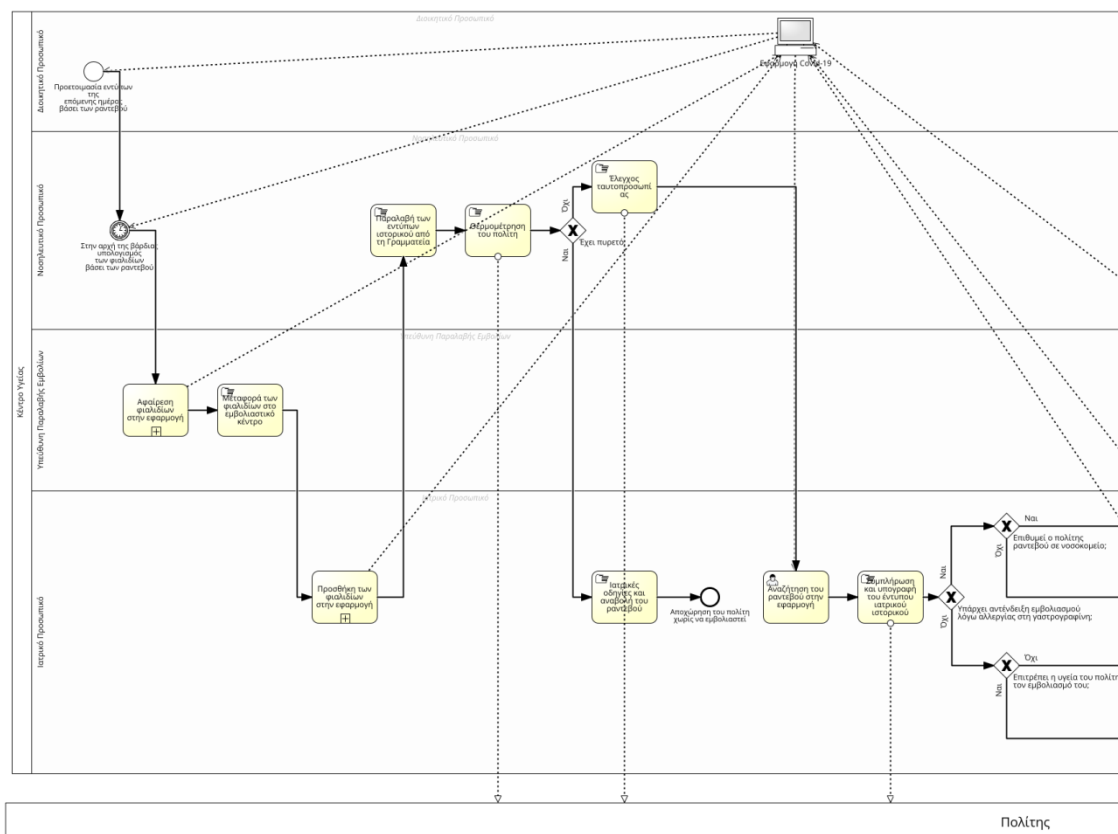 Κέντρο Υγείας
Διοικητικό Προσωπικό
Διοικητικό Προσωπικό
Εφαρμογή Covid-19
Προετοιμασία εντύπων
της
επόμενης ημέρας
βάσει των ραντεβού
Νοσηλευτικό Προσωπικό
Νοσηλευτικό Προσωπικό
Στην αρχή της βάρδιας
υπολογισμός
των φιαλιδίων
βάσει των ραντεβού
Παραλαβή των
εντύπων
ιστορικού από
τη Γραμματεία
Θερμομέτρηση
του πολίτη
Έχει πυρετό;
Όχι
Ναι
Έλεγχος
ταυτοπροσωπί
ας
Υπεύθυνη Παραλαβής Εμβολίων
Υπεύθυνη Παραλαβής Εμβολίων
Αφαίρεση
φιαλιδίων
στην εφαρμογή
Μεταφορά των
φιαλιδίων στο
εμβολιαστικό
κέντρο
Ιατρικό Προσωπικό
Ιατρικό Προσωπικό
Προσθήκη των
φιαλιδίων
στην εφαρμογή
Ιατρικές
οδηγίες και
αναβολή του
ραντεβού
Αποχώρηση του πολίτη
χωρίς να εμβολιαστεί
Αναζήτηση του
ραντεβού στην
εφαρμογή
Συμπλήρωση
και υπογραφή
του έντυπου
ιατρικού
ιστορικού
Ναι
Όχι
Υπάρχει αντένδειξη εμβολιασμού
λόγω αλλεργίας στη γαστρογραφίνη;
Ναι
Όχι
Επιθυμεί ο πολίτης
ραντεβού σε νοσοκομείο;
Όχι
Ναι
Επιτρέπει η υγεία του πολίτη
τον εμβολιασμό του;
Πολίτης